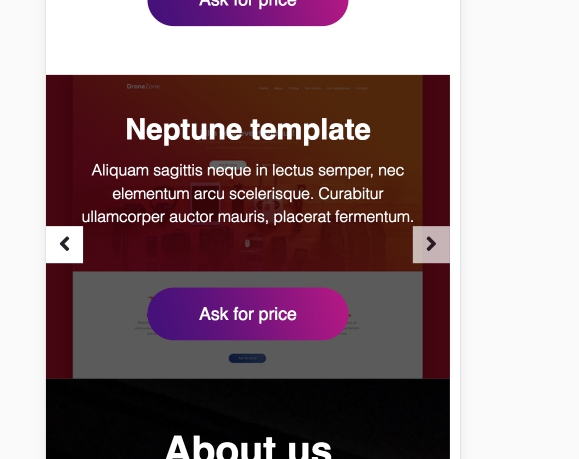 Ask for price
DroneZone
Neptune template
Aliquam sagittis neque in lectus semper, nec
elementum arcu scelerisque. Curabitur
ullamcorper auctor mauris, placerat fermentum.
Ask for price
About us